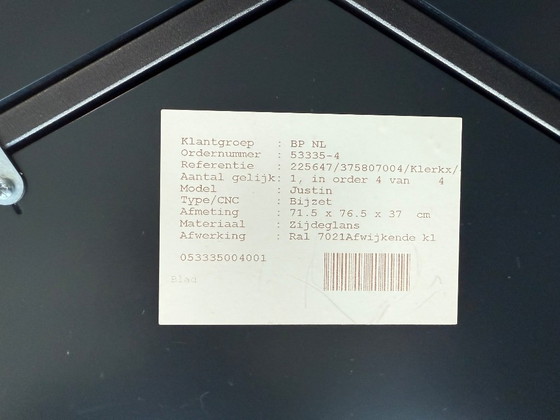 Klantgroep : BP NL
Ordernummer : 53335-4
Referentie : 225647/375807004/Klerkx/-
Aantal gelijk: 1, in order 4 van 4
Model : Justin
Type/CNC : Bijzet
Afmeting : 71.5 x 76.5 x 37 cm
Materiaal : Zijdeglans
Afwerking : Ral 7021Afwijkende kl
053335004001
Blad